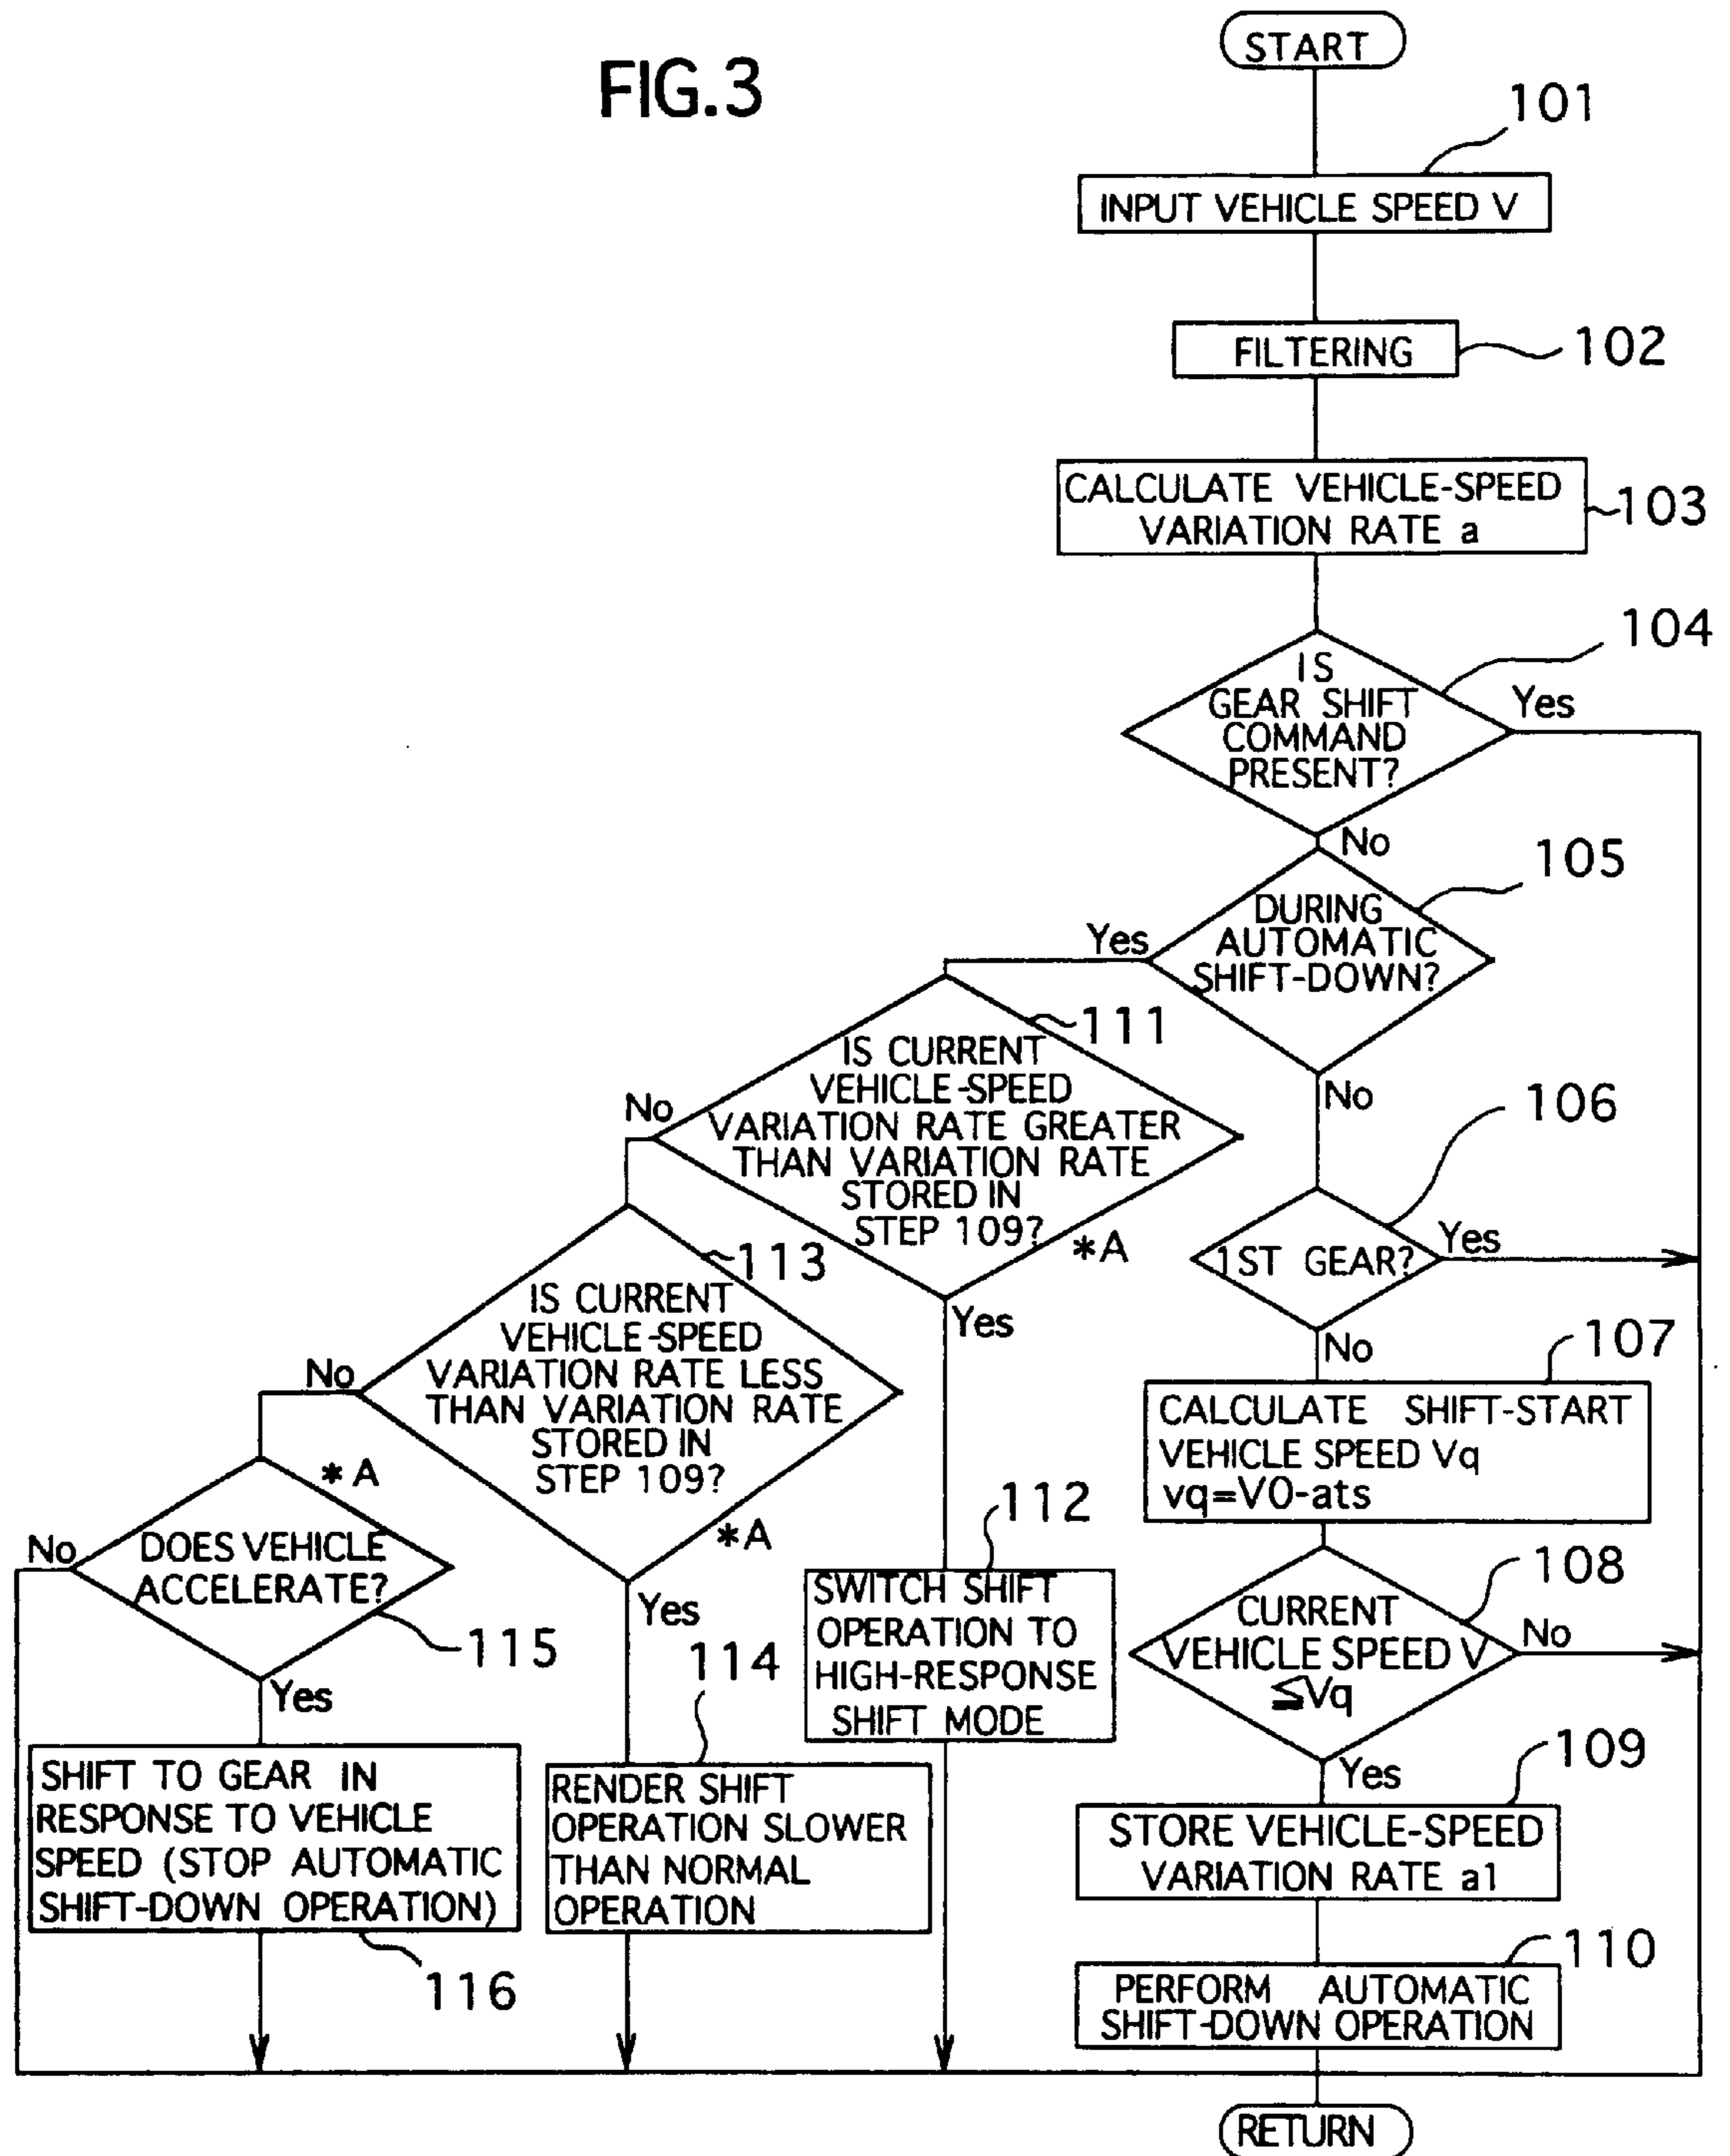 FIG.3
START
101
INPUT VEHICLE SPEED V
FILTERING
102
CALCULATE VEHICLE-SPEED
VARIATION RATE a
103
104
IS
GEAR SHIFT
COMMAND
PRESENT?
Yes
No
105
DURING
AUTOMATIC
SHIFT-DOWN?
Yes
No
111
IS CURRENT
VEHICLE-SPEED
VARIATION RATE GREATER
THAN VARIATION RATE
STORED IN
STEP 109?
*A
No
Yes
106
1ST GEAR?
Yes
No
113
IS CURRENT
VEHICLE-SPEED
VARIATION RATE LESS
THAN VARIATION RATE
STORED IN
STEP 109?
*A
No
Yes
107
CALCULATE SHIFT-START
VEHICLE SPEED Vq
vq=V0-ats
*A
DOES VEHICLE
ACCELERATE?
No
115
Yes
112
SWITCH SHIFT
OPERATION TO
HIGH-RESPONSE
SHIFT MODE
108
CURRENT
VEHICLE SPEED V
≦Vq
No
Yes
114
RENDER SHIFT
OPERATION SLOWER
THAN NORMAL
OPERATION
SHIFT TO GEAR IN
RESPONSE TO VEHICLE
SPEED (STOP AUTOMATIC
SHIFT-DOWN OPERATION)
116
109
STORE VEHICLE-SPEED
VARIATION RATE a1
110
PERFORM AUTOMATIC
SHIFT-DOWN OPERATION
RETURN